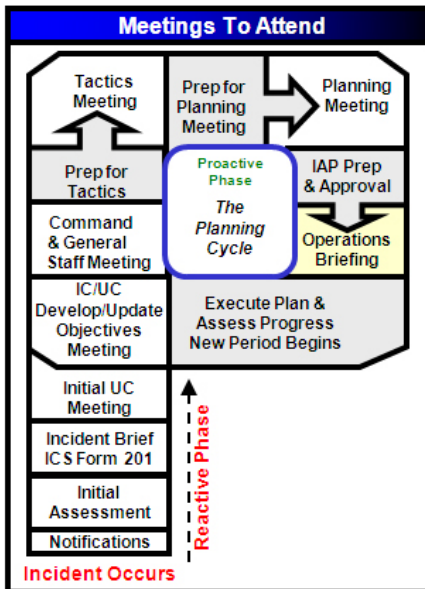 Meetings To Attend
Tactics
Meeting
Prep for
Planning
Meeting
Planning
Meeting
Prep for
Tactics
Proactive
Phase
The
Planning
Cycle
IAP Prep
& Approval
Command
& General
Staff Meeting
Operations
Briefing
IC/UC
Develop/Update
Objectives
Meeting
Execute Plan &
Assess Progress
New Period Begins
Initial UC
Meeting
Incident Brief
ICS Form 201
Initial
Assessment
Notifications
Reactive Phase
Incident Occurs